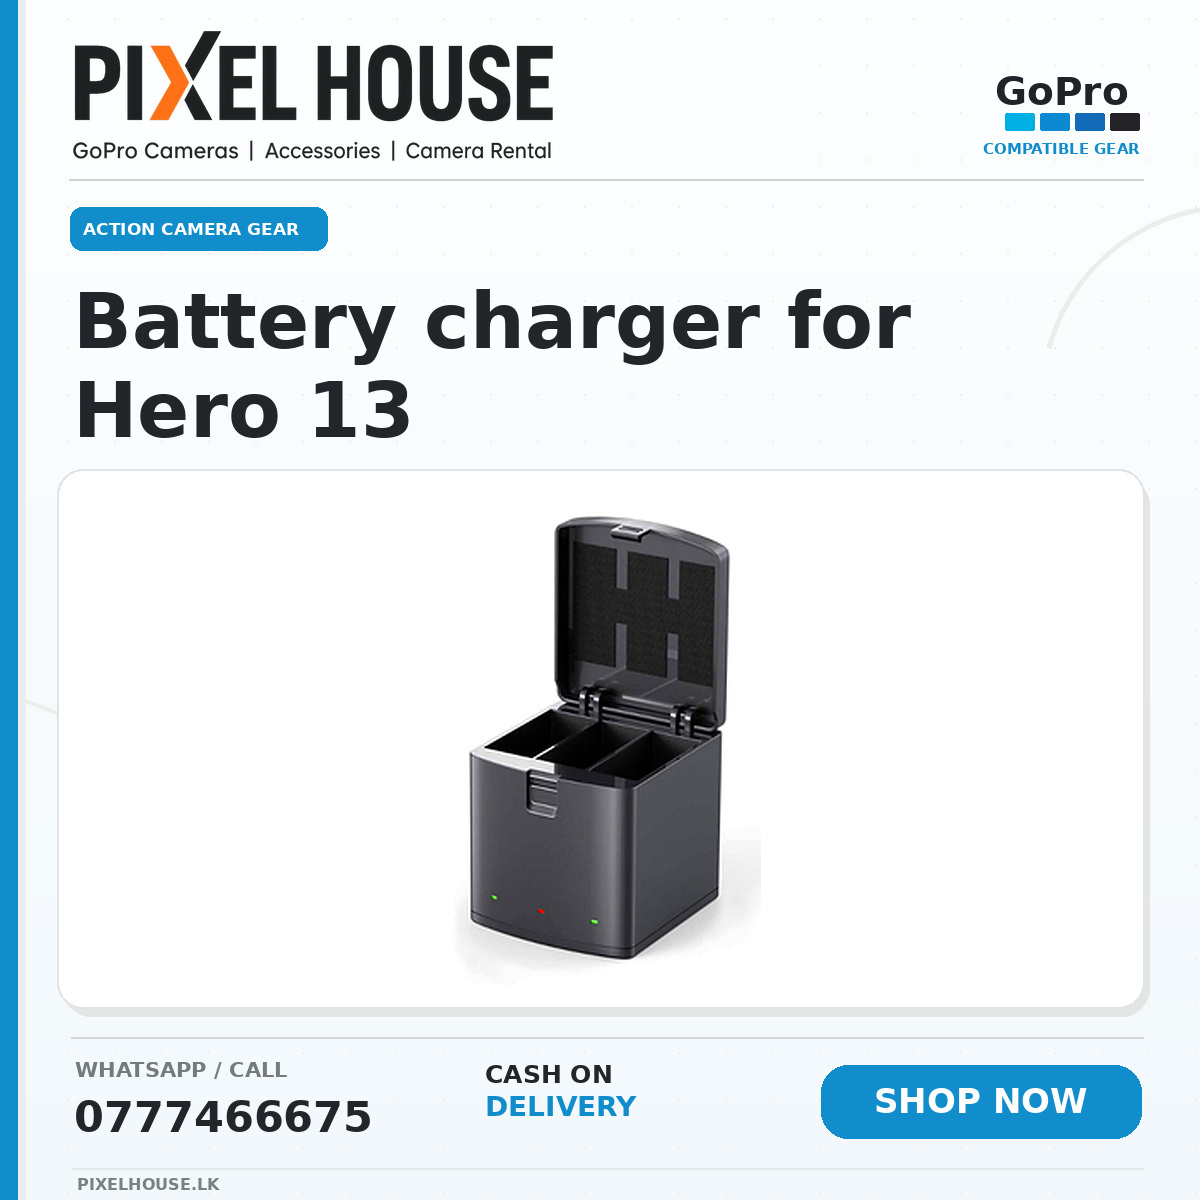 PIXEL HOUSE
GoPro Cameras | Accessories | Camera Rental
GoPro
COMPATIBLE GEAR
ACTION CAMERA GEAR
Battery charger for
Hero 13
WHATSAPP / CALL
0777466675
CASH ON
DELIVERY
SHOP NOW
PIXELHOUSE.LK